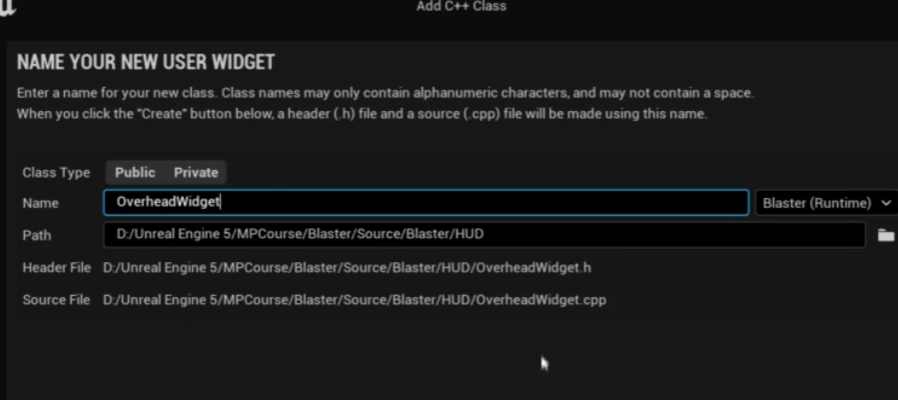 Add C++ Class
NAME YOUR NEW USER WIDGET
Enter a name for your new class. Class names may only contain alphanumeric characters, and may not contain a space.
When you click the "Create" button below, a header (.h) file and a source (.cpp) file will be made using this name.
Class Type Public Private
Name OverheadWidget Blaster (Runtime)
Path D:/Unreal Engine 5/MPCourse/Blaster/Source/Blaster/HUD
Header File D:/Unreal Engine 5/MPCourse/Blaster/Source/Blaster/HUD/OverheadWidget.h
Source File D:/Unreal Engine 5/MPCourse/Blaster/Source/Blaster/HUD/OverheadWidget.cpp